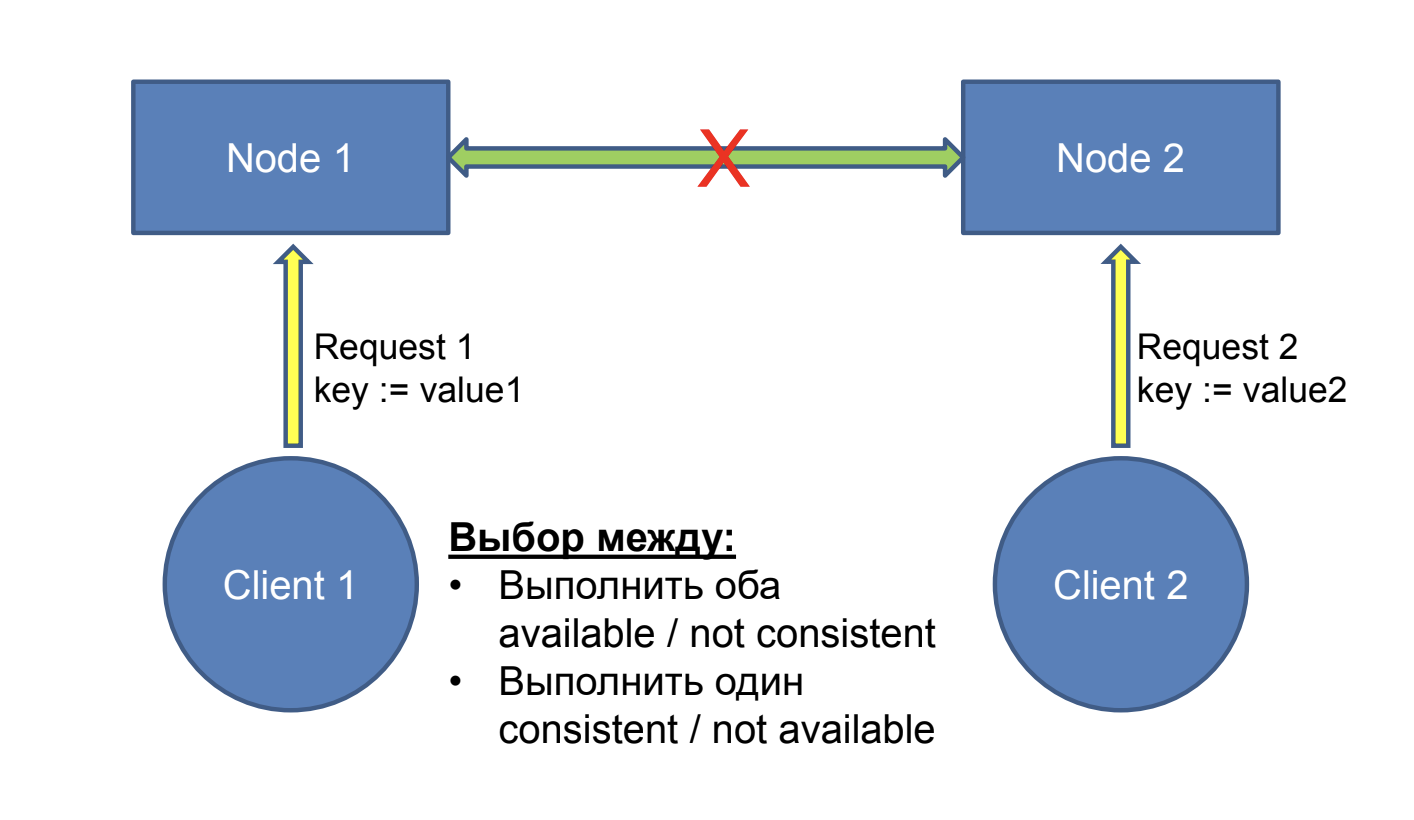 Node 1
Node 2
X
Request 1
key := value1
Request 2
key := value2
Client 1
Client 2
Выбор между:
• Выполнить оба
available / not consistent
• Выполнить один
consistent / not available